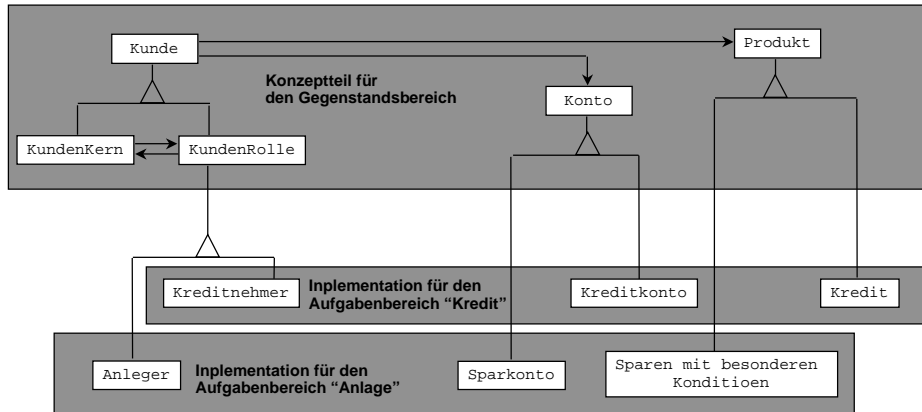 Kunde
Produkt
Konzeptteil für
den Gegenstandsbereich
Konto
KundenKern
KundenRolle
Kreditnehmer
Inplementation für den
Aufgabenbereich “Kredit”
Kreditkonto
Kredit
Anleger
Inplementation für den
Aufgabenbereich “Anlage”
Sparkonto
Sparen mit besonderen
Konditioen